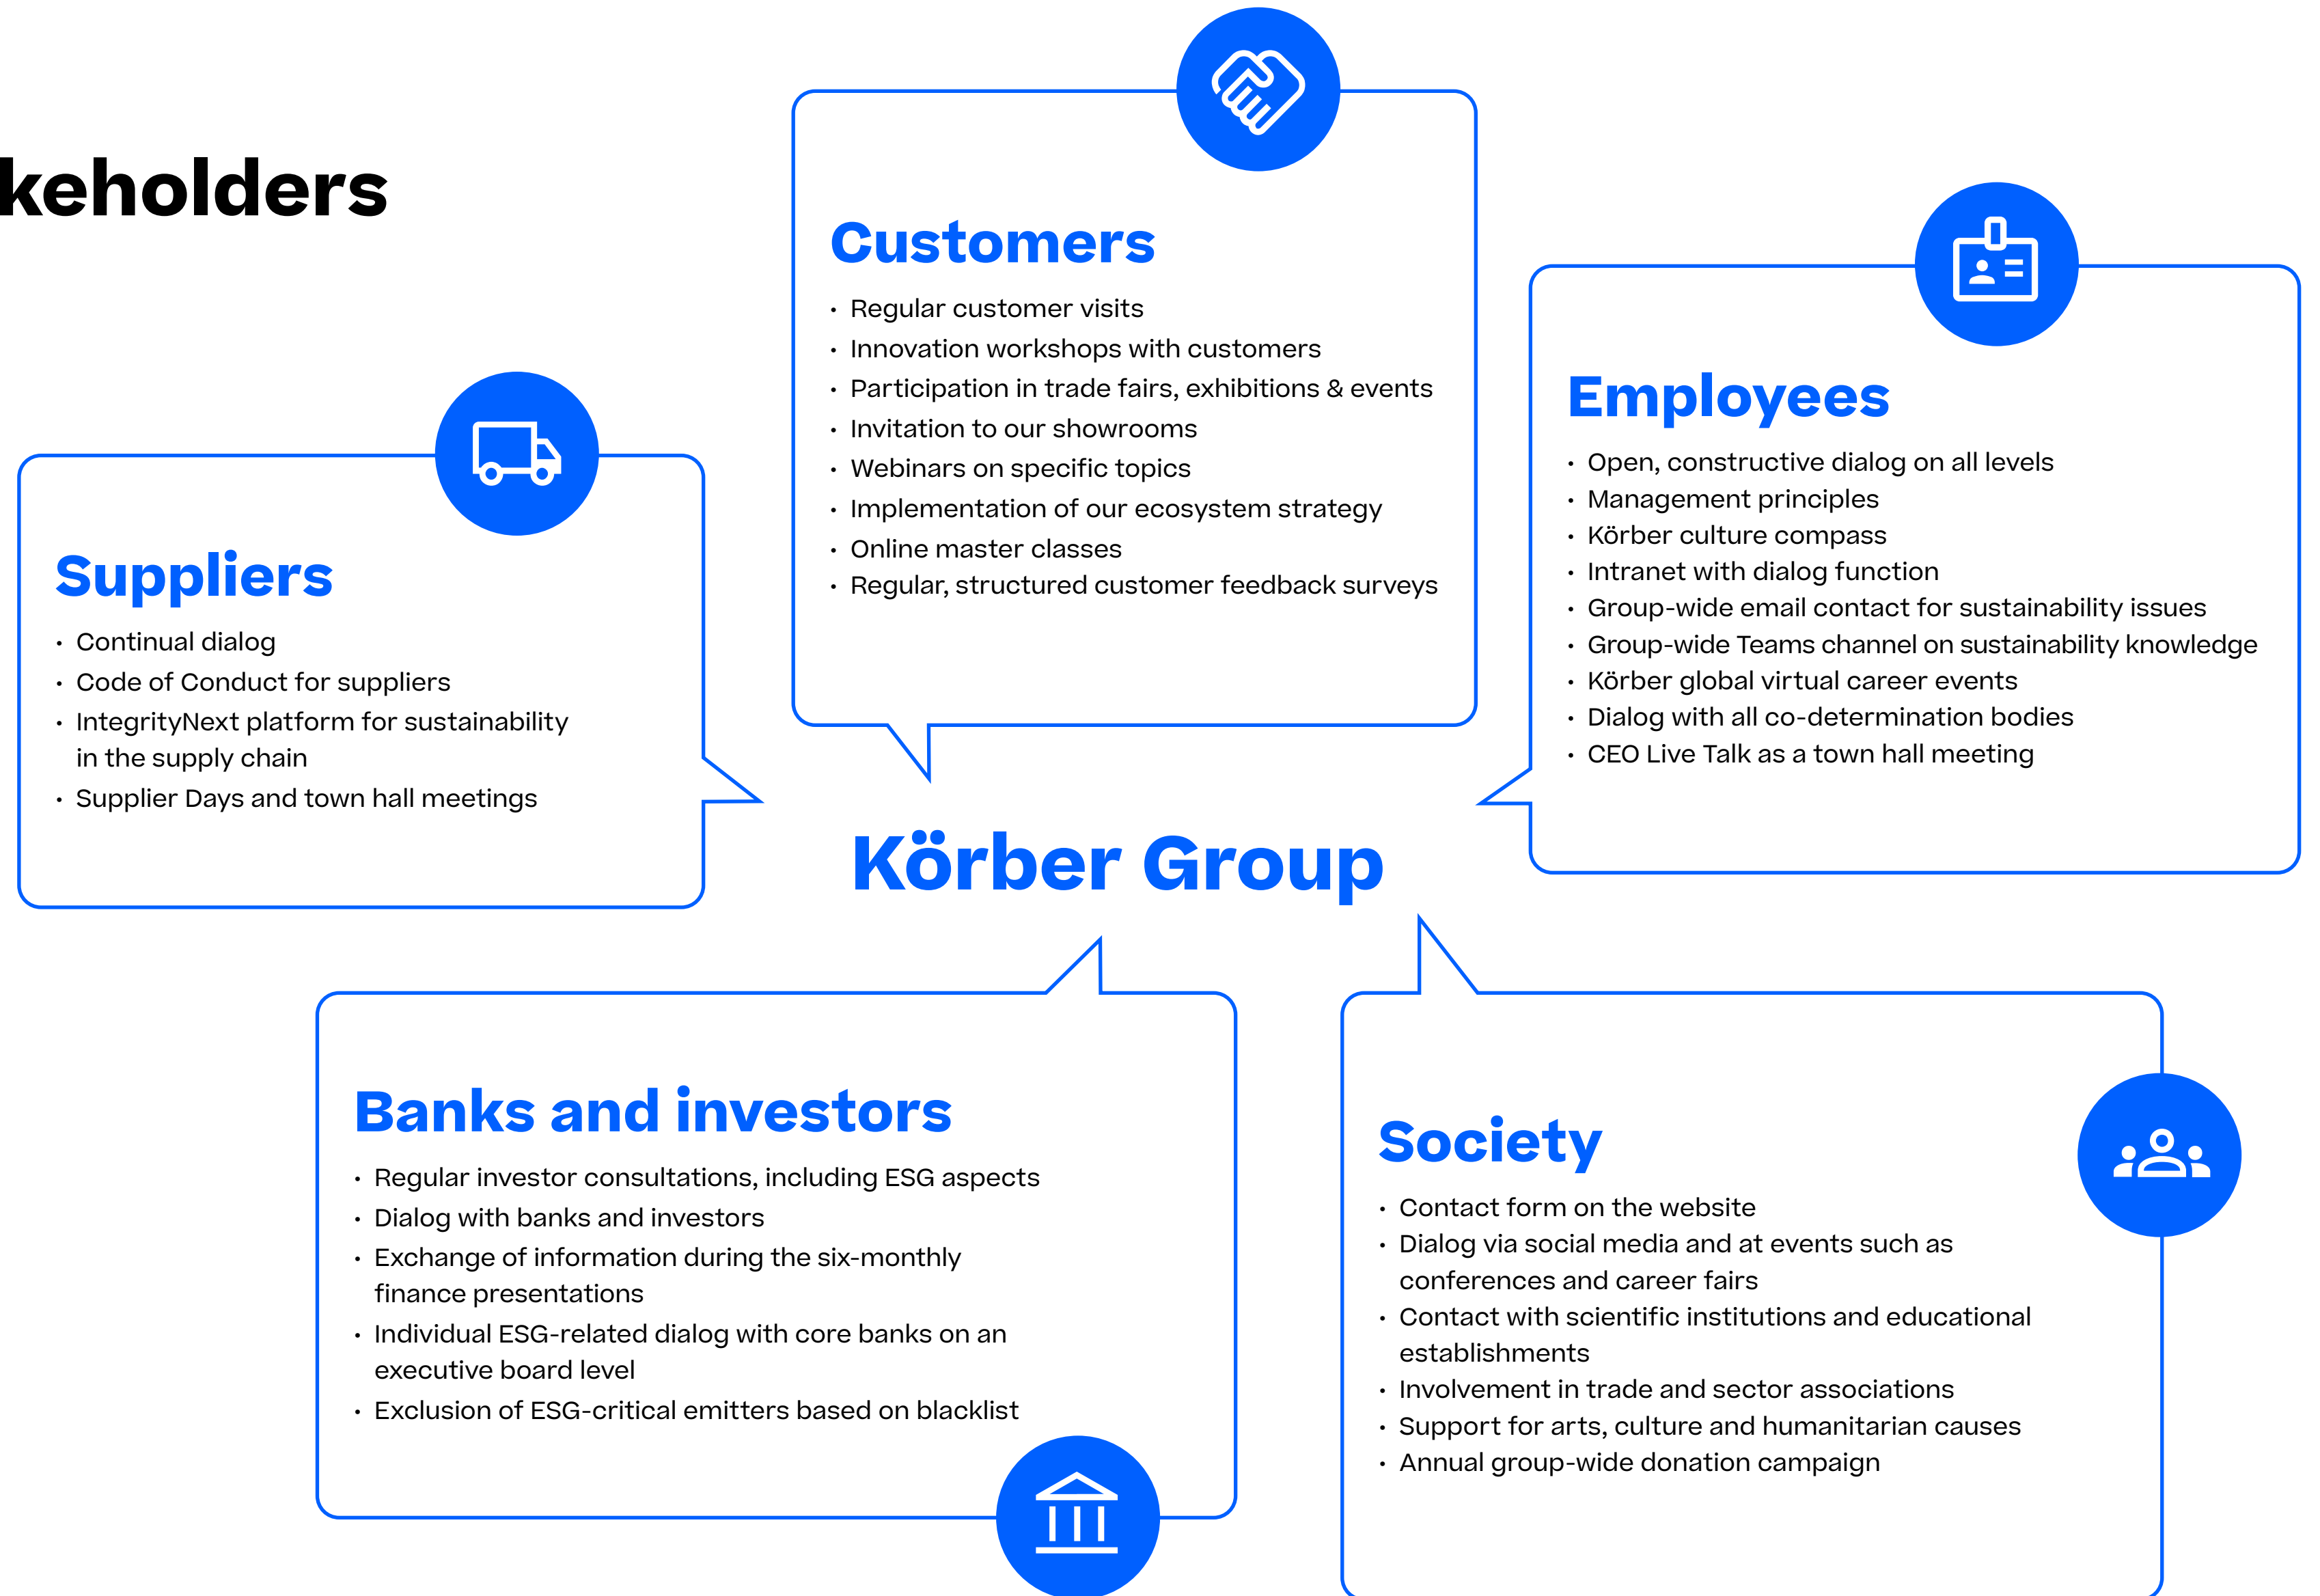 keholders
Customers
• Regular customer visits
• Innovation workshops with customers
• Participation in trade fairs, exhibitions & events
• Invitation to our showrooms
• Webinars on specific topics
• Implementation of our ecosystem strategy
• Online master classes
• Regular, structured customer feedback surveys
Employees
• Open, constructive dialog on all levels
• Management principles
• Körber culture compass
• Intranet with dialog function
• Group-wide email contact for sustainability issues
• Group-wide Teams channel on sustainability knowledge
• Körber global virtual career events
• Dialog with all co-determination bodies
• CEO Live Talk as a town hall meeting
Suppliers
• Continual dialog
• Code of Conduct for suppliers
• IntegrityNext platform for sustainability
in the supply chain
• Supplier Days and town hall meetings
Körber Group
Banks and investors
• Regular investor consultations, including ESG aspects
• Dialog with banks and investors
• Exchange of information during the six-monthly
finance presentations
• Individual ESG-related dialog with core banks on an
executive board level
• Exclusion of ESG-critical emitters based on blacklist
Society
• Contact form on the website
• Dialog via social media and at events such as
conferences and career fairs
• Contact with scientific institutions and educational
establishments
• Involvement in trade and sector associations
• Support for arts, culture and humanitarian causes
• Annual group-wide donation campaign